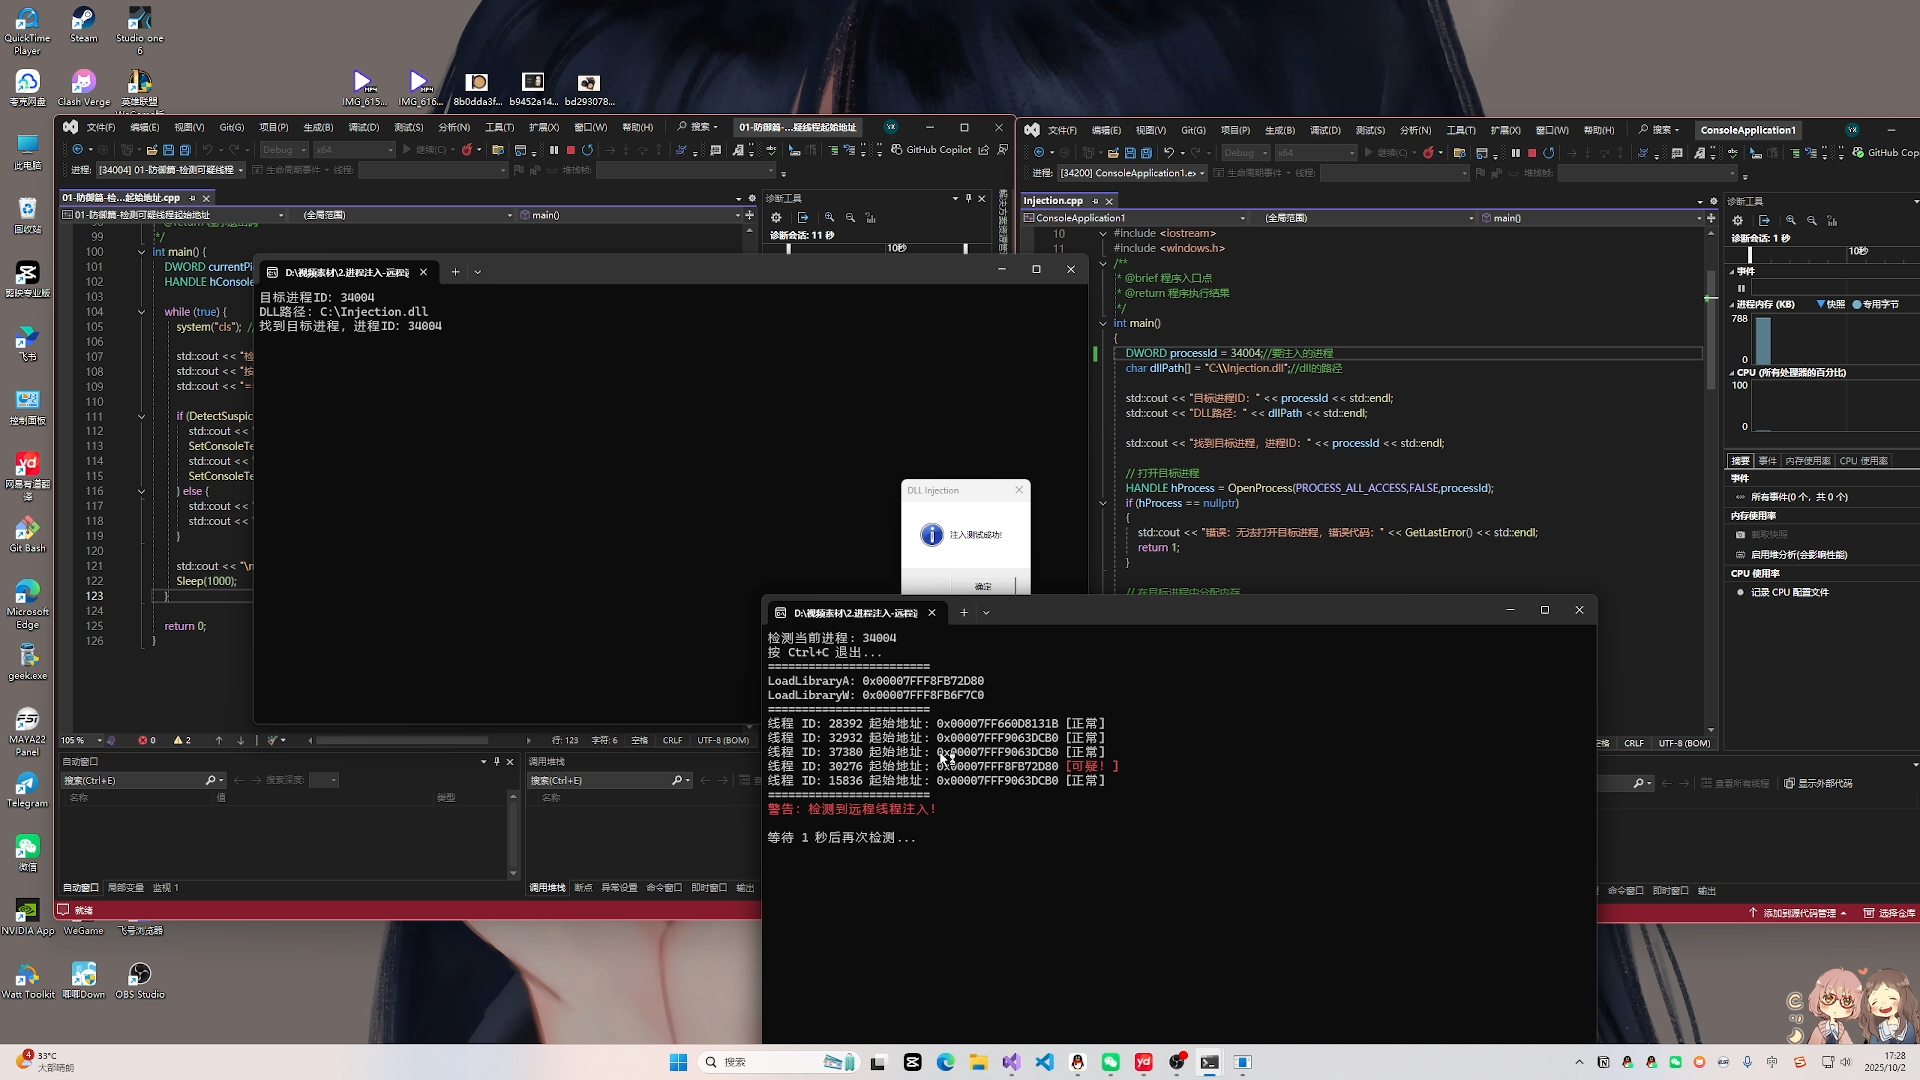 QuickTime Player
Steam
Studio one 6
夸克网盘
Clash Verge
英雄联盟
IMG_615...
IMG_616...
8b0dda3f...
b9452a14...
bd293078...
此电脑
回收站
剪映专业版
飞书
控制面板
网易有道翻译
Git Bash
Microsoft Edge
geek.exe
MAYA22 Panel
Telegram
微信
NVIDIA App
WeGame
飞号浏览器
Watt Toolkit
唧唧Down
OBS Studio
文件(F) 编辑(E) 视图(V) Git(G) 项目(P) 生成(B) 调试(D) 测试(S) 分析(N) 工具(T) 扩展(X) 窗口(W) 帮助(H) 搜索 01-防御篇-...疑线程起始地址
Debug x64 继续(C) GitHub Copilot
进程: [34004] 01-防御篇-检测可疑线程 生命周期事件 线程: 堆栈帧:
01-防御篇-检...起始地址.cpp
01-防御篇-检测可疑线程起始地址 (全局范围) main()
99 */
100 int main() {
101 DWORD currentPi
102 HANDLE hConsole
103
104 while (true) {
105 system("cls"); //
106
107 std::cout << "检
108 std::cout << "按
109 std::cout << "=
110
111 if (DetectSuspic
112 std::cout << "
113 SetConsoleTe
114 std::cout << "
115 SetConsoleTe
116 } else {
117 std::cout << "
118 std::cout << "
119 }
120
121 std::cout << "\n
122 Sleep(1000);
123 }
124
125 return 0;
126 }
诊断工具
诊断会话: 11 秒
10秒
105 % 0 2 行: 123 字符: 6 空格 CRLF UTF-8 (BOM)
自动窗口
搜索(Ctrl+E) 搜索深度:
名称 值 类型
自动窗口 局部变量 监视 1
调用堆栈
搜索(Ctrl+E)
名称
调用堆栈 断点 异常设置 命令窗口 即时窗口 输出
就绪
D:\视频素材\2.进程注入-远程
目标进程ID: 34004
DLL路径: C:\Injection.dll
找到目标进程, 进程ID: 34004
DLL Injection
注入测试成功!
确定
文件(F) 编辑(E) 视图(V) Git(G) 项目(P) 生成(B) 调试(D) 测试(S) 分析(N) 工具(T) 扩展(X) 窗口(W) 帮助(H) 搜索 ConsoleApplication1
Debug x64 继续(C) GitHub Cop
进程: [34200] ConsoleApplication1.e 生命周期事件 线程: 堆栈帧:
Injection.cpp
ConsoleApplication1 (全局范围) main()
10 #include <iostream>
11 #include <windows.h>
/**
* @brief 程序入口点
* @return 程序执行结果
*/
int main()
{
DWORD processId = 34004;//要注入的进程
char dllPath[] = "C:\\Injection.dll";//dll的路径
std::cout << "目标进程ID: " << processId << std::endl;
std::cout << "DLL路径: " << dllPath << std::endl;
std::cout << "找到目标进程, 进程ID: " << processId << std::endl;
// 打开目标进程
HANDLE hProcess = OpenProcess(PROCESS_ALL_ACCESS,FALSE,processId);
if (hProcess == nullptr)
{
std::cout << "错误: 无法打开目标进程, 错误代码: " << GetLastError() << std::endl;
return 1;
}
// 在目标进程中分配内存
诊断工具
诊断会话: 1 秒
10秒
事件
进程内存 (KB) 快照 专用字节
788
0
CPU (所有处理器的百分比)
100
0
摘要 事件 内存使用率 CPU 使用率
事件
所有事件(0 个, 共 0 个)
内存使用率
截取快照
启用堆分析(会影响性能)
CPU 使用率
记录 CPU 配置文件
空格 CRLF UTF-8 (BOM)
查看所有线程 显示外部代码
命令窗口 即时窗口 输出
添加到源代码管理 选择仓库
D:\视频素材\2.进程注入-远程
检测当前进程: 34004
按 Ctrl+C 退出...
========================
LoadLibraryA: 0x00007FFF8FB72D80
LoadLibraryW: 0x00007FFF8FB6F7C0
========================
线程 ID: 28392 起始地址: 0x00007FF660D8131B [正常]
线程 ID: 32932 起始地址: 0x00007FFF9063DCB0 [正常]
线程 ID: 37380 起始地址: 0x00007FFF9063DCB0 [正常]
线程 ID: 30276 起始地址: 0x00007FFF8FB72D80 [可疑! ]
线程 ID: 15836 起始地址: 0x00007FFF9063DCB0 [正常]
========================
警告: 检测到远程线程注入!
等待 1 秒后再次检测...
4
33°C
大部晴朗
搜索
中
17:28
2025/10/2